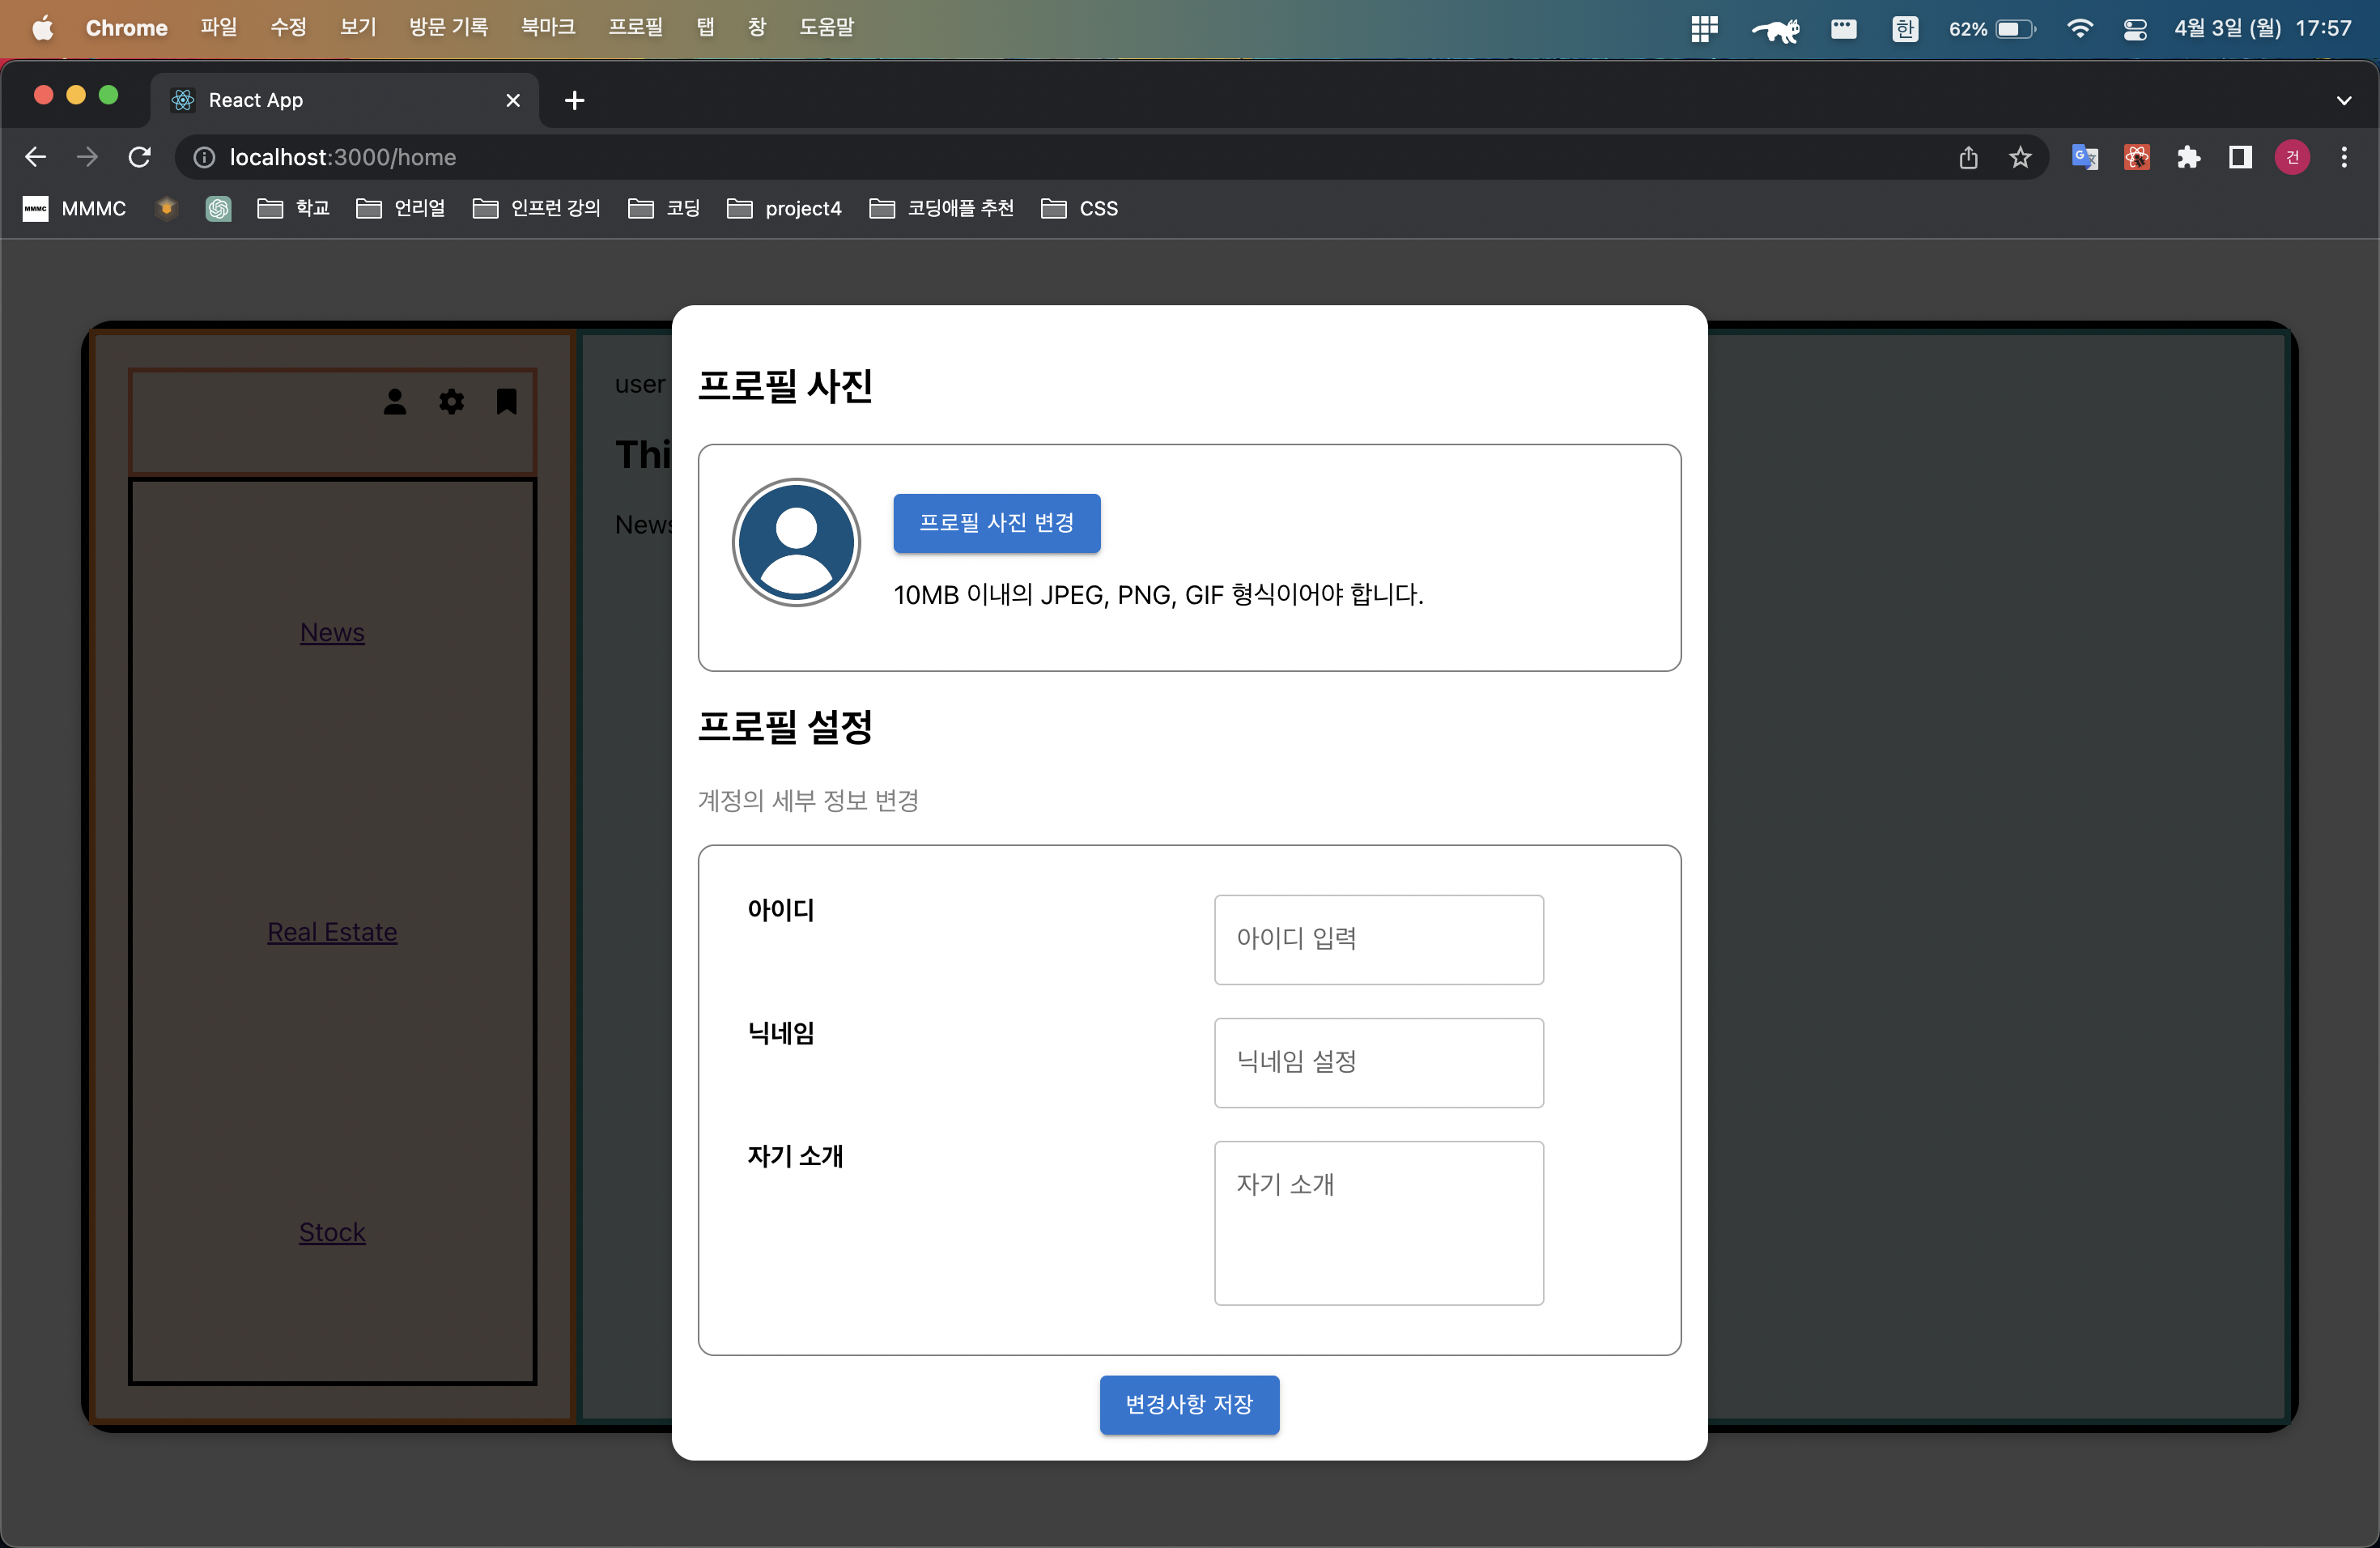 Chrome 파일 수정 보기 방문 기록 북마크 프로필 탭 창 도움말 한 62% 4월 3일 (월) 17:57
React App
localhost:3000/home 건
MMMC MMMC 학교 언리얼 인프런 강의 코딩 project4 코딩애플 추천 CSS
user
Thi
News
News
Real Estate
Stock
프로필 사진
프로필 사진 변경
10MB 이내의 JPEG, PNG, GIF 형식이어야 합니다.
프로필 설정
계정의 세부 정보 변경
아이디
아이디 입력
닉네임
닉네임 설정
자기 소개
자기 소개
변경사항 저장